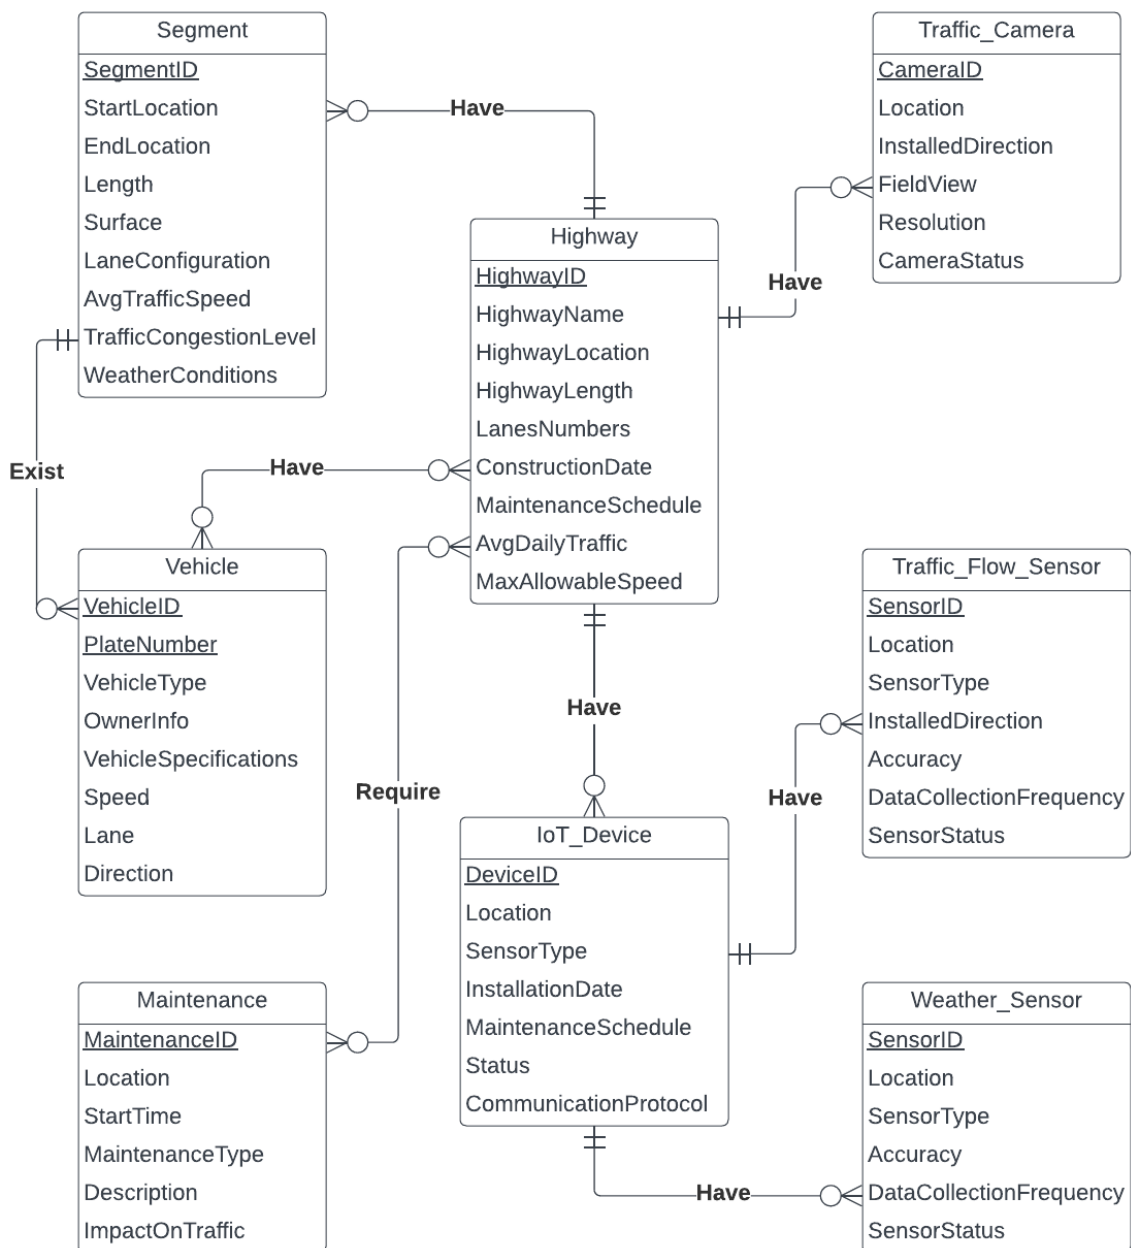 Segment
SegmentID
StartLocation
EndLocation
Length
Surface
LaneConfiguration
AvgTrafficSpeed
TrafficCongestionLevel
WeatherConditions
Have
Traffic_Camera
CameraID
Location
InstalledDirection
FieldView
Resolution
CameraStatus
Have
Highway
HighwayID
HighwayName
HighwayLocation
HighwayLength
LanesNumbers
ConstructionDate
MaintenanceSchedule
AvgDailyTraffic
MaxAllowableSpeed
Exist
Have
Vehicle
VehicleID
PlateNumber
VehicleType
OwnerInfo
VehicleSpecifications
Speed
Lane
Direction
Require
Have
Traffic_Flow_Sensor
SensorID
Location
SensorType
InstalledDirection
Accuracy
DataCollectionFrequency
SensorStatus
Have
IoT_Device
DeviceID
Location
SensorType
InstallationDate
MaintenanceSchedule
Status
CommunicationProtocol
Maintenance
MaintenanceID
Location
StartTime
MaintenanceType
Description
ImpactOnTraffic
Have
Weather_Sensor
SensorID
Location
SensorType
Accuracy
DataCollectionFrequency
SensorStatus